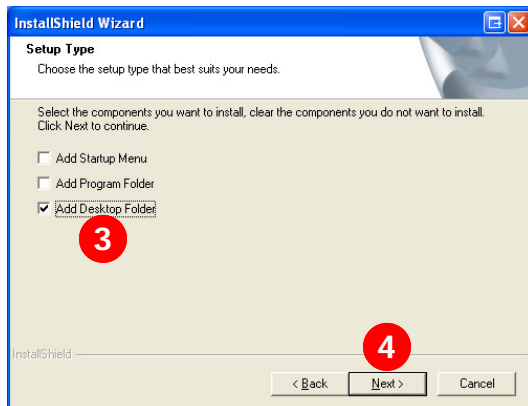 InstallShield Wizard
Setup Type
Choose the setup type that best suits your needs.
Select the components you want to install, clear the components you do not want to install.
Click Next to continue.
Add Startup Menu
Add Program Folder
Add Desktop Folder
3
4
InstallShield
< Back Next > Cancel